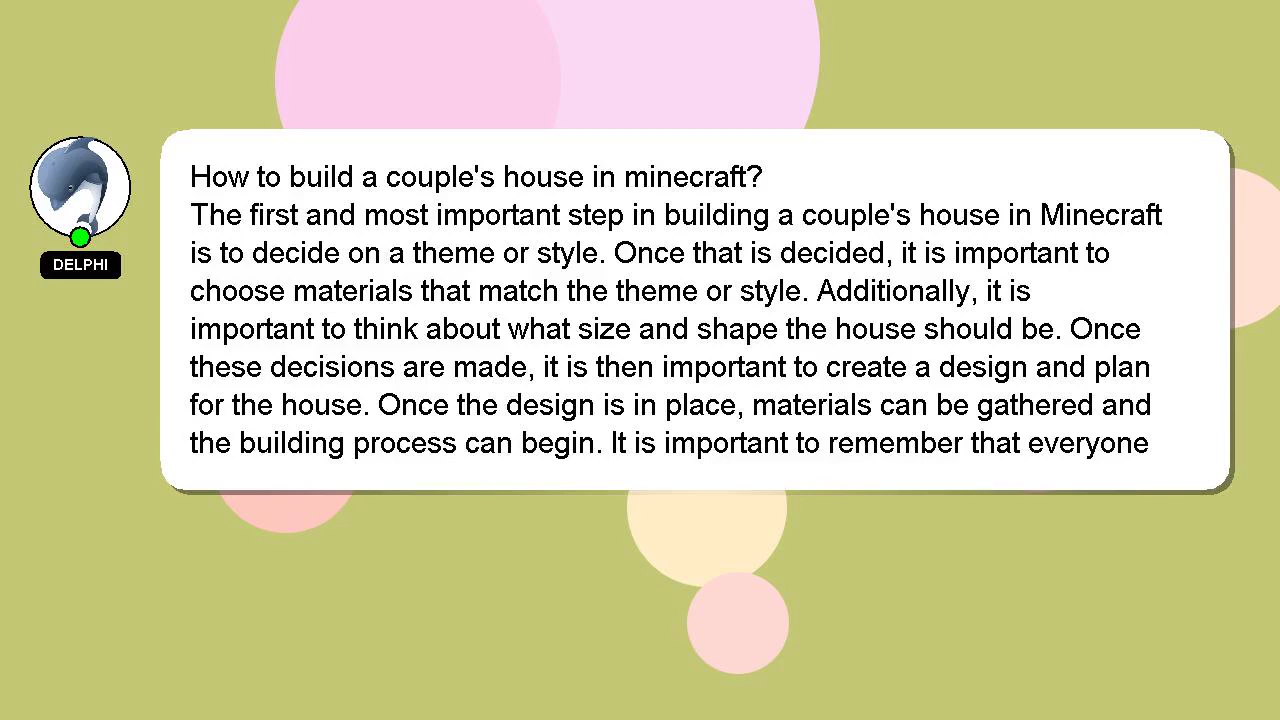 How to build a couple's house in minecraft?
The first and most important step in building a couple's house in Minecraft
is to decide on a theme or style. Once that is decided, it is important to
choose materials that match the theme or style. Additionally, it is
important to think about what size and shape the house should be. Once
these decisions are made, it is then important to create a design and plan
for the house. Once the design is in place, materials can be gathered and
the building process can begin. It is important to remember that everyone
DELPHI